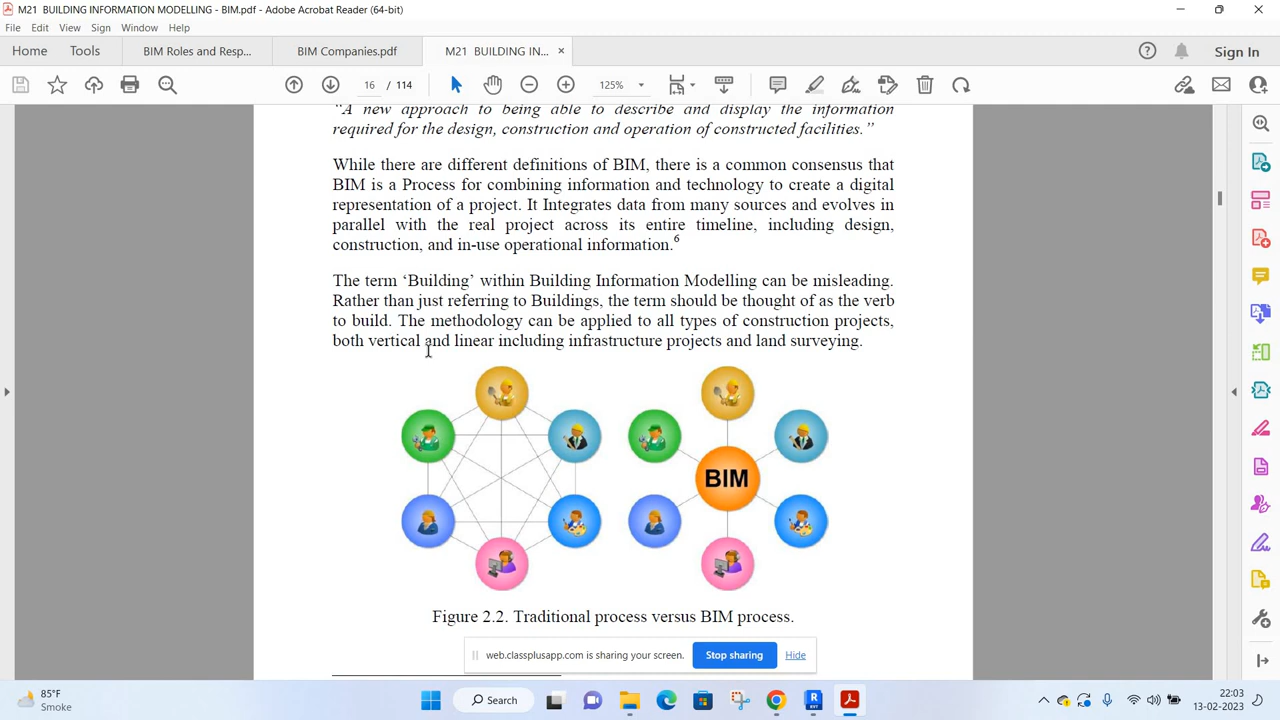 M21 BUILDING INFORMATION MODELLING - BIM.pdf - Adobe Acrobat Reader (64-bit)
File Edit View Sign Window Help
Home Tools BIM Roles and Resp... BIM Companies.pdf M21 BUILDING IN... × Sign In
16 / 114 125%
“A new approach to being able to describe and display the information
required for the design, construction and operation of constructed facilities.”
While there are different definitions of BIM, there is a common consensus that
BIM is a Process for combining information and technology to create a digital
representation of a project. It Integrates data from many sources and evolves in
parallel with the real project across its entire timeline, including design,
construction, and in-use operational information.6
The term ‘Building’ within Building Information Modelling can be misleading.
Rather than just referring to Buildings, the term should be thought of as the verb
to build. The methodology can be applied to all types of construction projects,
both vertical and linear including infrastructure projects and land surveying.
BIM
Figure 2.2. Traditional process versus BIM process.
web.classplusapp.com is sharing your screen. Stop sharing Hide
85°F
Smoke
Search
22:03
13-02-2023